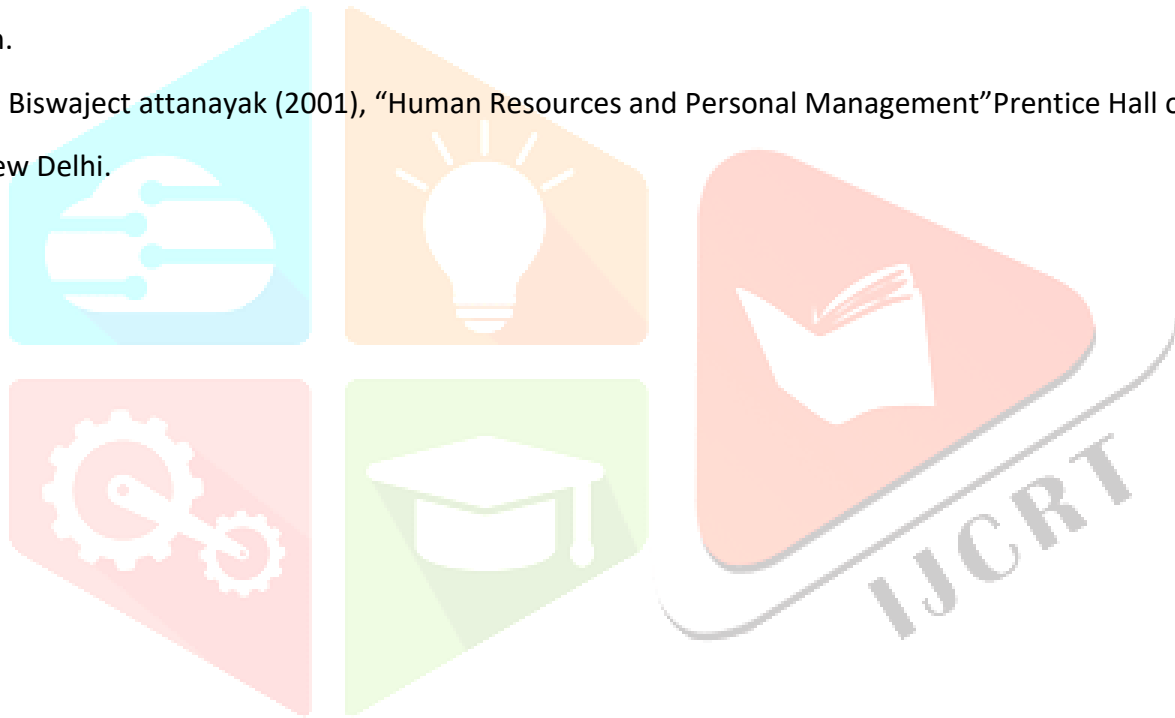 n.
Biswaject attanayak (2001), “Human Resources and Personal Management”Prentice Hall
ew Delhi.
IJCRT